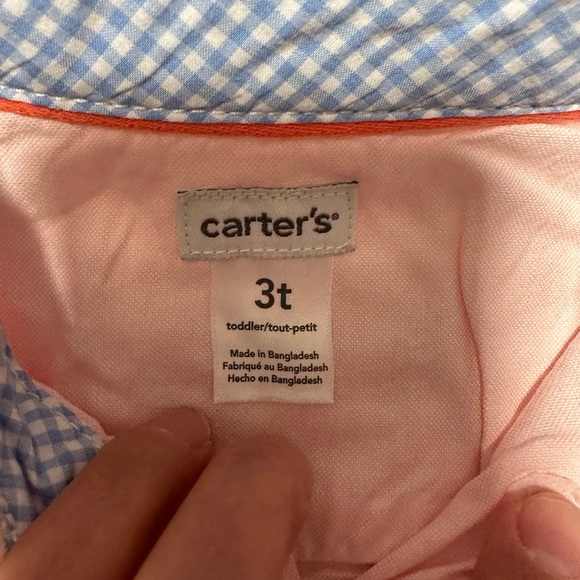 carter's®
3t
toddler/tout-petit
Made in Bangladesh
Fabriqué au Bangladesh
Hecho en Bangladesh